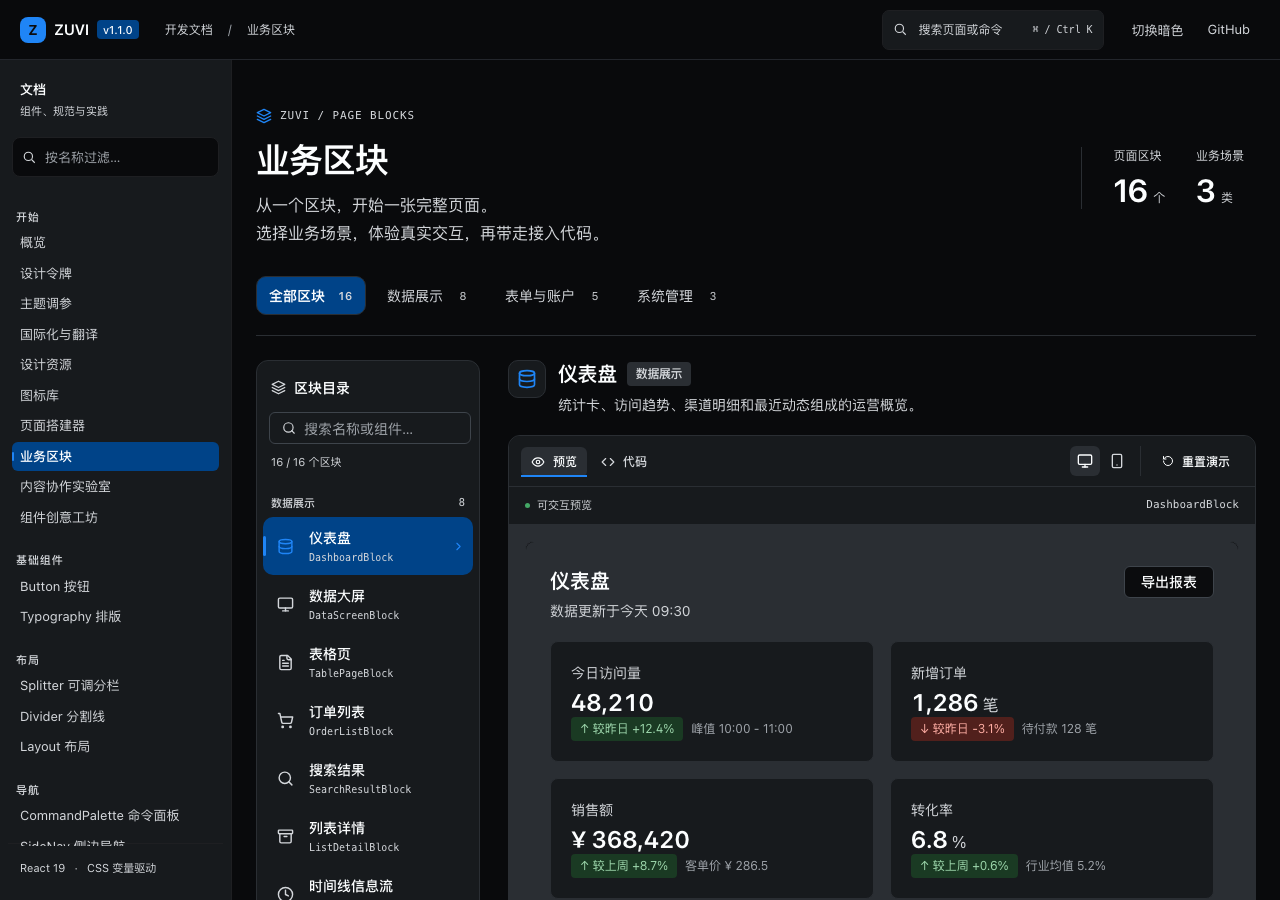 Z ZUVI v1.1.0 开发文档 / 业务区块 搜索页面或命令 ⌘ / Ctrl K 切换暗色 GitHub
文档
组件、规范与实践
按名称过滤...
开始
概览
设计令牌
主题调参
国际化与翻译
设计资源
图标库
页面搭建器
业务区块
内容协作实验室
组件创意工坊
基础组件
Button 按钮
Typography 排版
布局
Splitter 可调分栏
Divider 分割线
Layout 布局
导航
CommandPalette 命令面板
SideNav 侧边导航
React 19 · CSS 变量驱动
ZUVI / PAGE BLOCKS
业务区块
从一个区块，开始一张完整页面。
选择业务场景，体验真实交互，再带走接入代码。
页面区块 业务场景
16 个 3 类
全部区块 16 数据展示 8 表单与账户 5 系统管理 3
区块目录
搜索名称或组件...
16 / 16 个区块
数据展示 8
仪表盘
DashboardBlock
数据大屏
DataScreenBlock
表格页
TablePageBlock
订单列表
OrderListBlock
搜索结果
SearchResultBlock
列表详情
ListDetailBlock
时间线信息流
仪表盘 数据展示
统计卡、访问趋势、渠道明细和最近动态组成的运营概览。
预览 代码 重置演示
可交互预览 DashboardBlock
仪表盘
数据更新于今天 09:30
导出报表
今日访问量
48,210
↑ 较昨日 +12.4% 峰值 10:00 - 11:00
新增订单
1,286 笔
↓ 较昨日 -3.1% 待付款 128 笔
销售额
¥ 368,420
↑ 较上周 +8.7% 客单价 ¥ 286.5
转化率
6.8 %
↑ 较上周 +0.6% 行业均值 5.2%